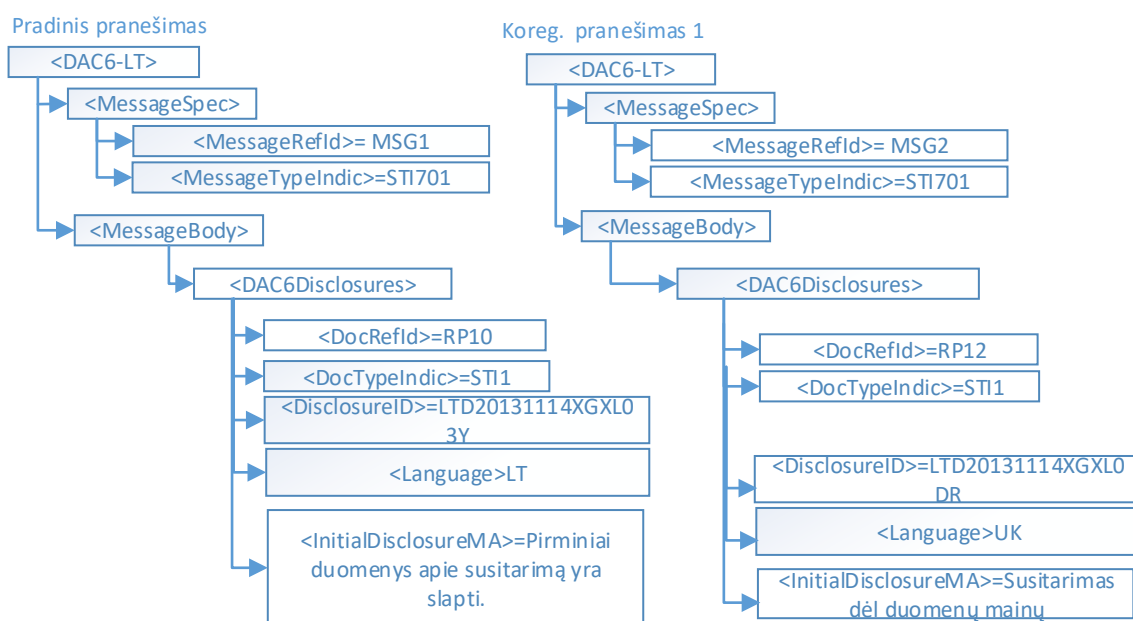 Pradinis pranešimas
<DAC6-LT>
<MessageSpec>
<MessageRefId>= MSG1
<MessageTypeIndic>=STI701
<MessageBody>
<DAC6Disclosures>
<DocRefId>=RP10
<DocTypeIndic>=STI1
<DisclosureID>=LTD20131114XGXL0
3Y
<Language>LT
<InitialDisclosureMA>=Pirminiai
duomenys apie susitarimą yra
slapti.
Koreg. pranešimas 1
<DAC6-LT>
<MessageSpec>
<MessageRefId>= MSG2
<MessageTypeIndic>=STI701
<MessageBody>
<DAC6Disclosures>
<DocRefId>=RP12
<DocTypeIndic>=STI1
<DisclosureID>=LTD20131114XGXL0
DR
<Language>UK
<InitialDisclosureMA>=Susitarimas
dėl duomenų mainų